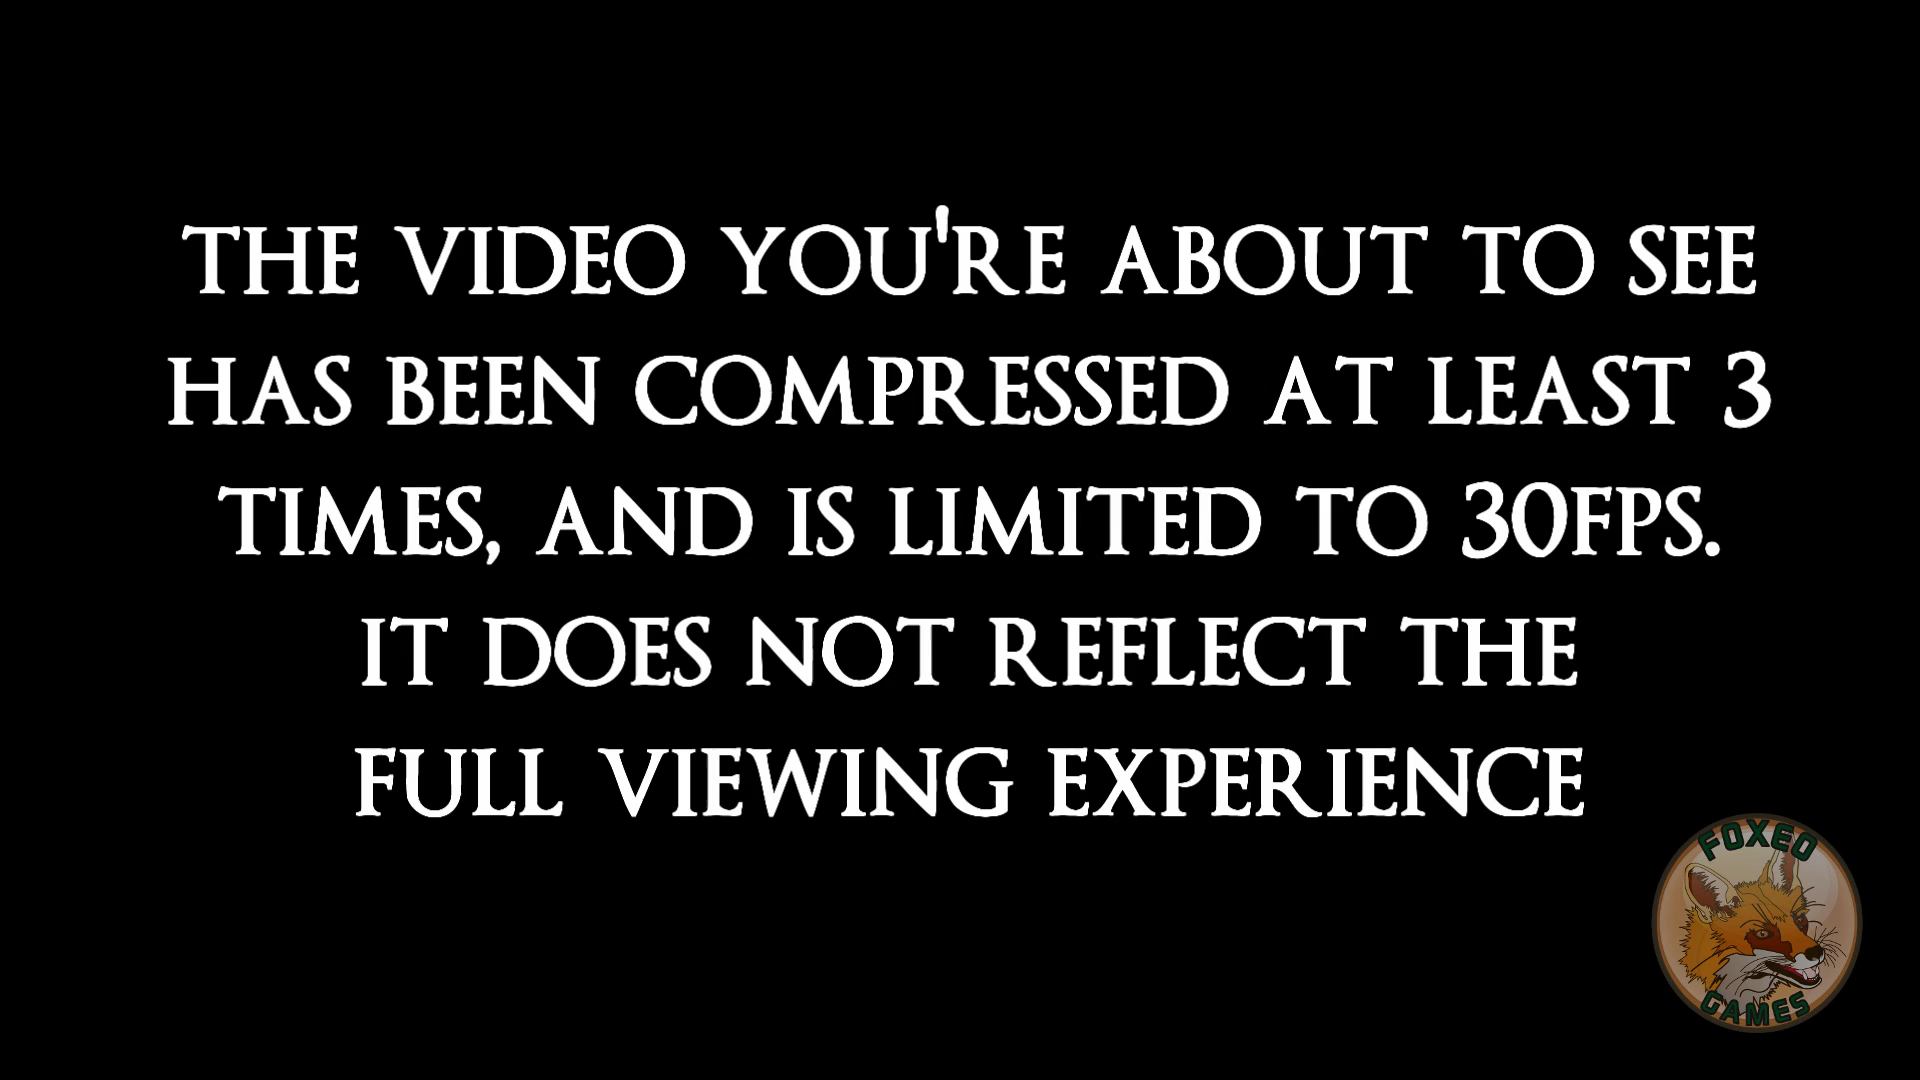 THE VIDEO YOU'RE ABOUT TO SEE
HAS BEEN COMPRESSED AT LEAST 3
TIMES, AND IS LIMITED TO 30FPS.
IT DOES NOT REFLECT THE
FULL VIEWING EXPERIENCE
FOXEO
GAMES